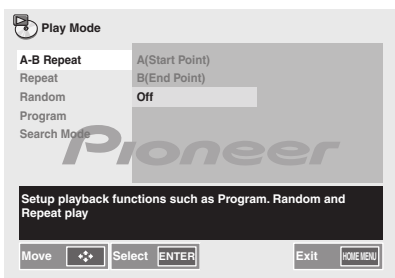 Play Mode
A-B Repeat
A(Start Point)
Repeat
B(End Point)
Random
Off
Program
Search Mode
Pioneer
Setup playback functions such as Program. Random and
Repeat play
Move
Select ENTER
Exit HOME MENU